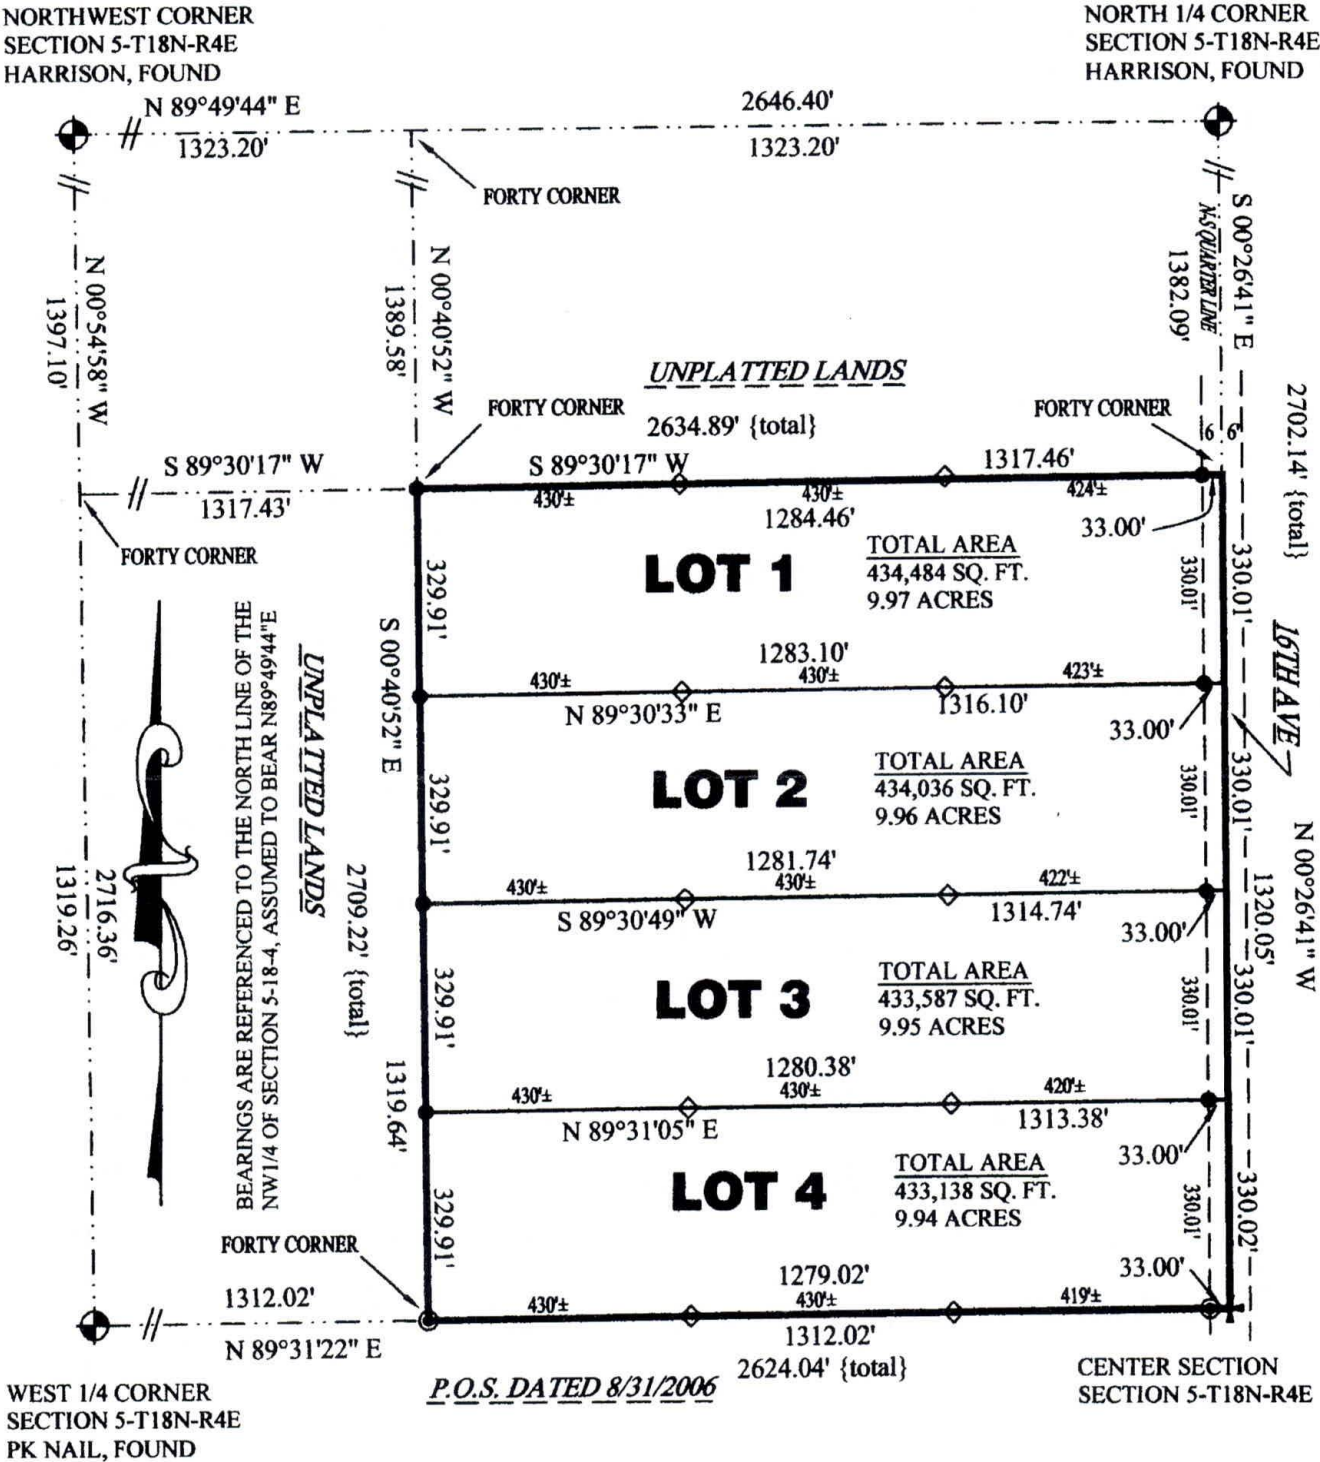 NORTHWEST CORNER
SECTION 5-T18N-R4E
HARRISON, FOUND
NORTH 1/4 CORNER
SECTION 5-T18N-R4E
HARRISON, FOUND
N 89°49'44" E
1323.20'
2646.40'
1323.20'
FORTY CORNER
N 00°54'58" W
1397.10'
N 00°40'52" W
1389.58'
S 00°26'41" E
N-S QUARTER LINE
1382.09'
2702.14' {total}
UNPLATTED LANDS
FORTY CORNER
2634.89' {total}
FORTY CORNER
6 6'
S 89°30'17" W
1317.43'
FORTY CORNER
S 89°30'17" W
1317.46'
430'± 430'± 424'±
1284.46'
33.00'
LOT 1
TOTAL AREA
434,484 SQ. FT.
9.97 ACRES
329.91'
330.01'
330.01'
1283.10'
430'± 430'± 423'±
N 89°30'33" E
1316.10'
33.00'
16TH AVE
S 00°40'52" E
LOT 2
TOTAL AREA
434,036 SQ. FT.
9.96 ACRES
329.91'
330.01'
330.01'
1281.74'
430'± 430'± 422'±
S 89°30'49" W
1314.74'
33.00'
N 00°26'41" W
1320.05'
UNPLATTED LANDS
BEARINGS ARE REFERENCED TO THE NORTH LINE OF THE
NW1/4 OF SECTION 5-18-4, ASSUMED TO BEAR N89°49'44"E
2716.36'
1319.26'
2709.22' {total}
1319.64'
LOT 3
TOTAL AREA
433,587 SQ. FT.
9.95 ACRES
329.91'
330.01'
330.01'
1280.38'
430'± 430'± 420'±
N 89°31'05" E
1313.38'
33.00'
LOT 4
TOTAL AREA
433,138 SQ. FT.
9.94 ACRES
329.91'
330.01'
330.02'
FORTY CORNER
1279.02'
33.00'
430'± 430'± 419'±
1312.02'
N 89°31'22" E
1312.02'
2624.04' {total}
P.O.S. DATED 8/31/2006
CENTER SECTION
SECTION 5-T18N-R4E
WEST 1/4 CORNER
SECTION 5-T18N-R4E
PK NAIL, FOUND